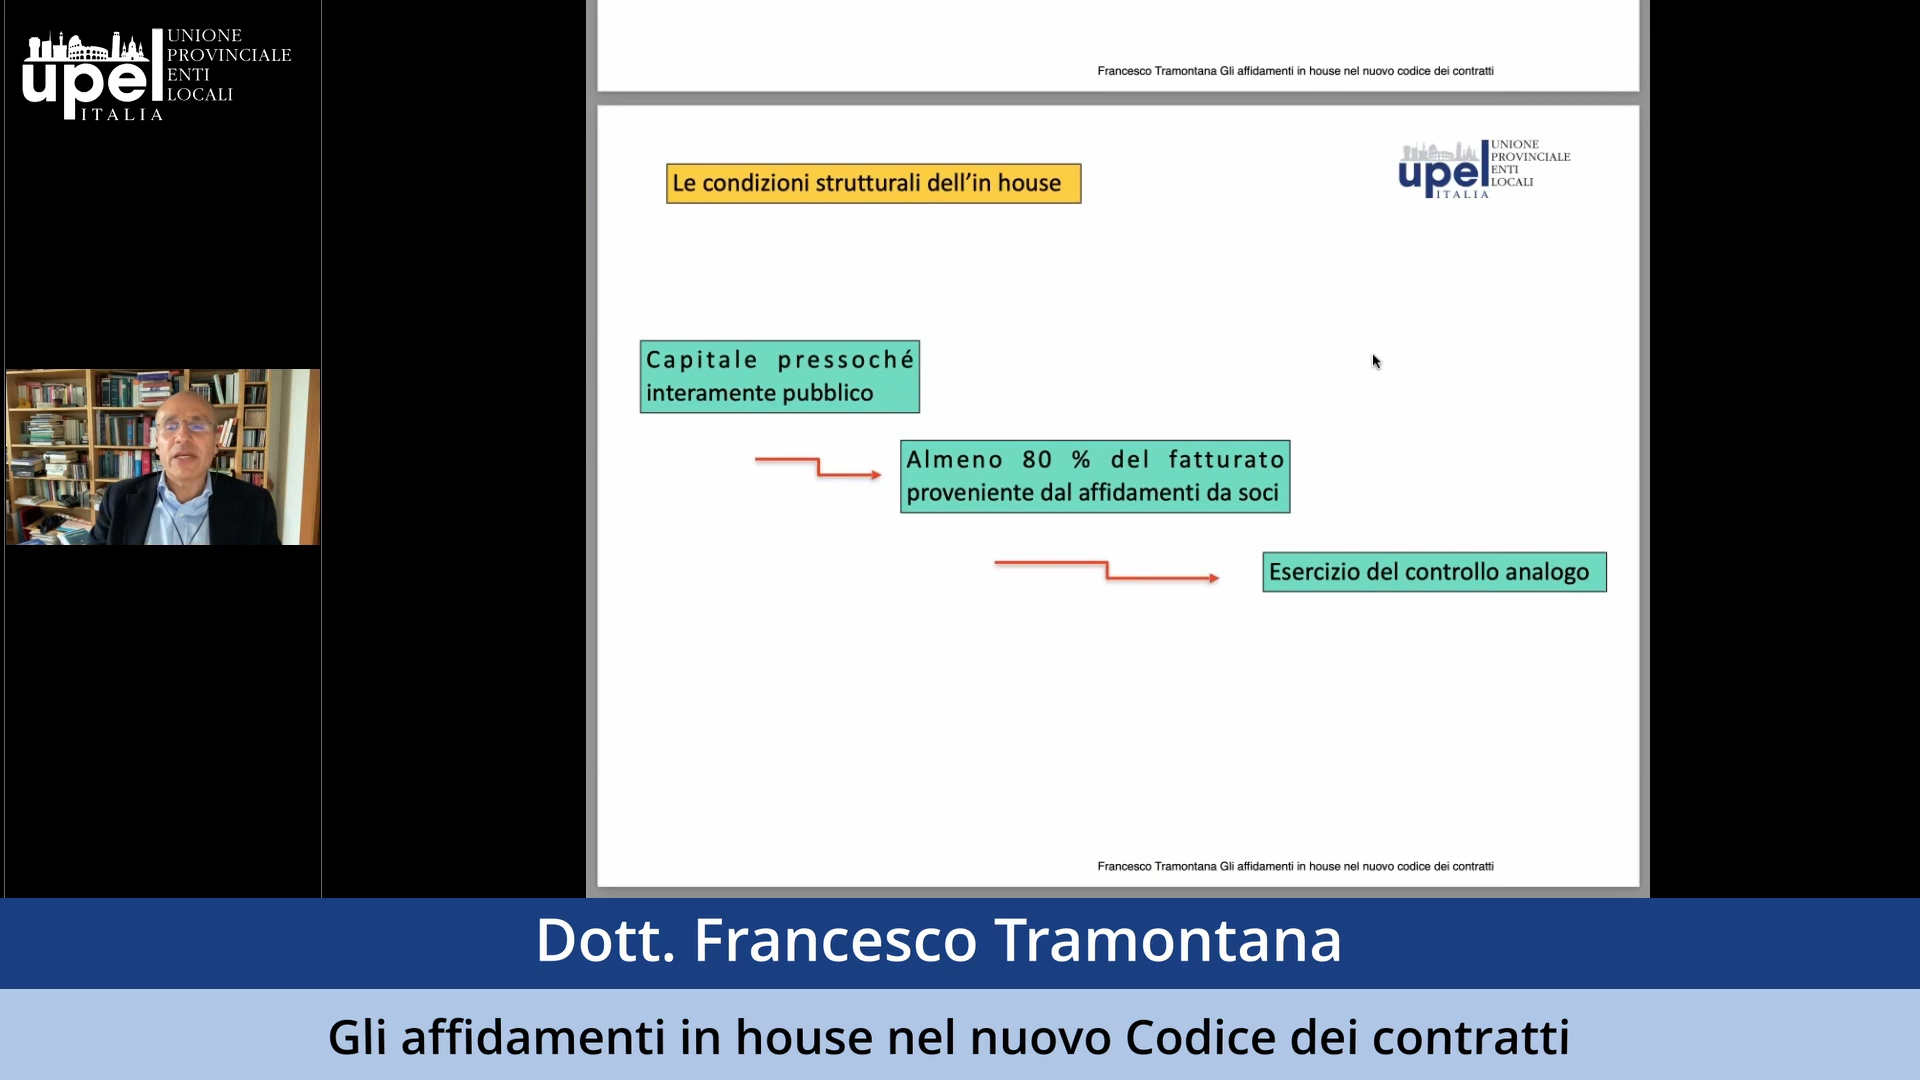 upel
UNIONE
PROVINCIALE
ENTI
LOCALI
ITALIA
Francesco Tramontana Gli affidamenti in house nel nuovo codice dei contratti
Le condizioni strutturali dell’in house
upel
UNIONE
PROVINCIALE
ENTI
LOCALI
ITALIA
Capitale pressoché
interamente pubblico
Almeno 80 % del fatturato
proveniente dal affidamenti da soci
Esercizio del controllo analogo
Francesco Tramontana Gli affidamenti in house nel nuovo codice dei contratti
Dott. Francesco Tramontana
Gli affidamenti in house nel nuovo Codice dei contratti